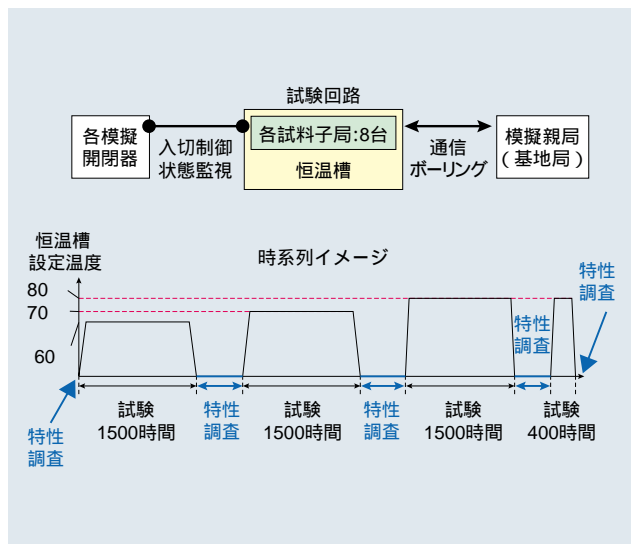 試験回路
各模擬
開閉器
入切制御
状態監視
各試料子局:8台
恒温槽
通信
ボーリング
模擬親局
(基地局)
恒温槽
設定温度
時系列イメージ
80
70
60
特性
調査
特性
調査
試験
1500時間
特性
調査
試験
1500時間
特性
調査
試験
1500時間
特性
調査
試験
400時間